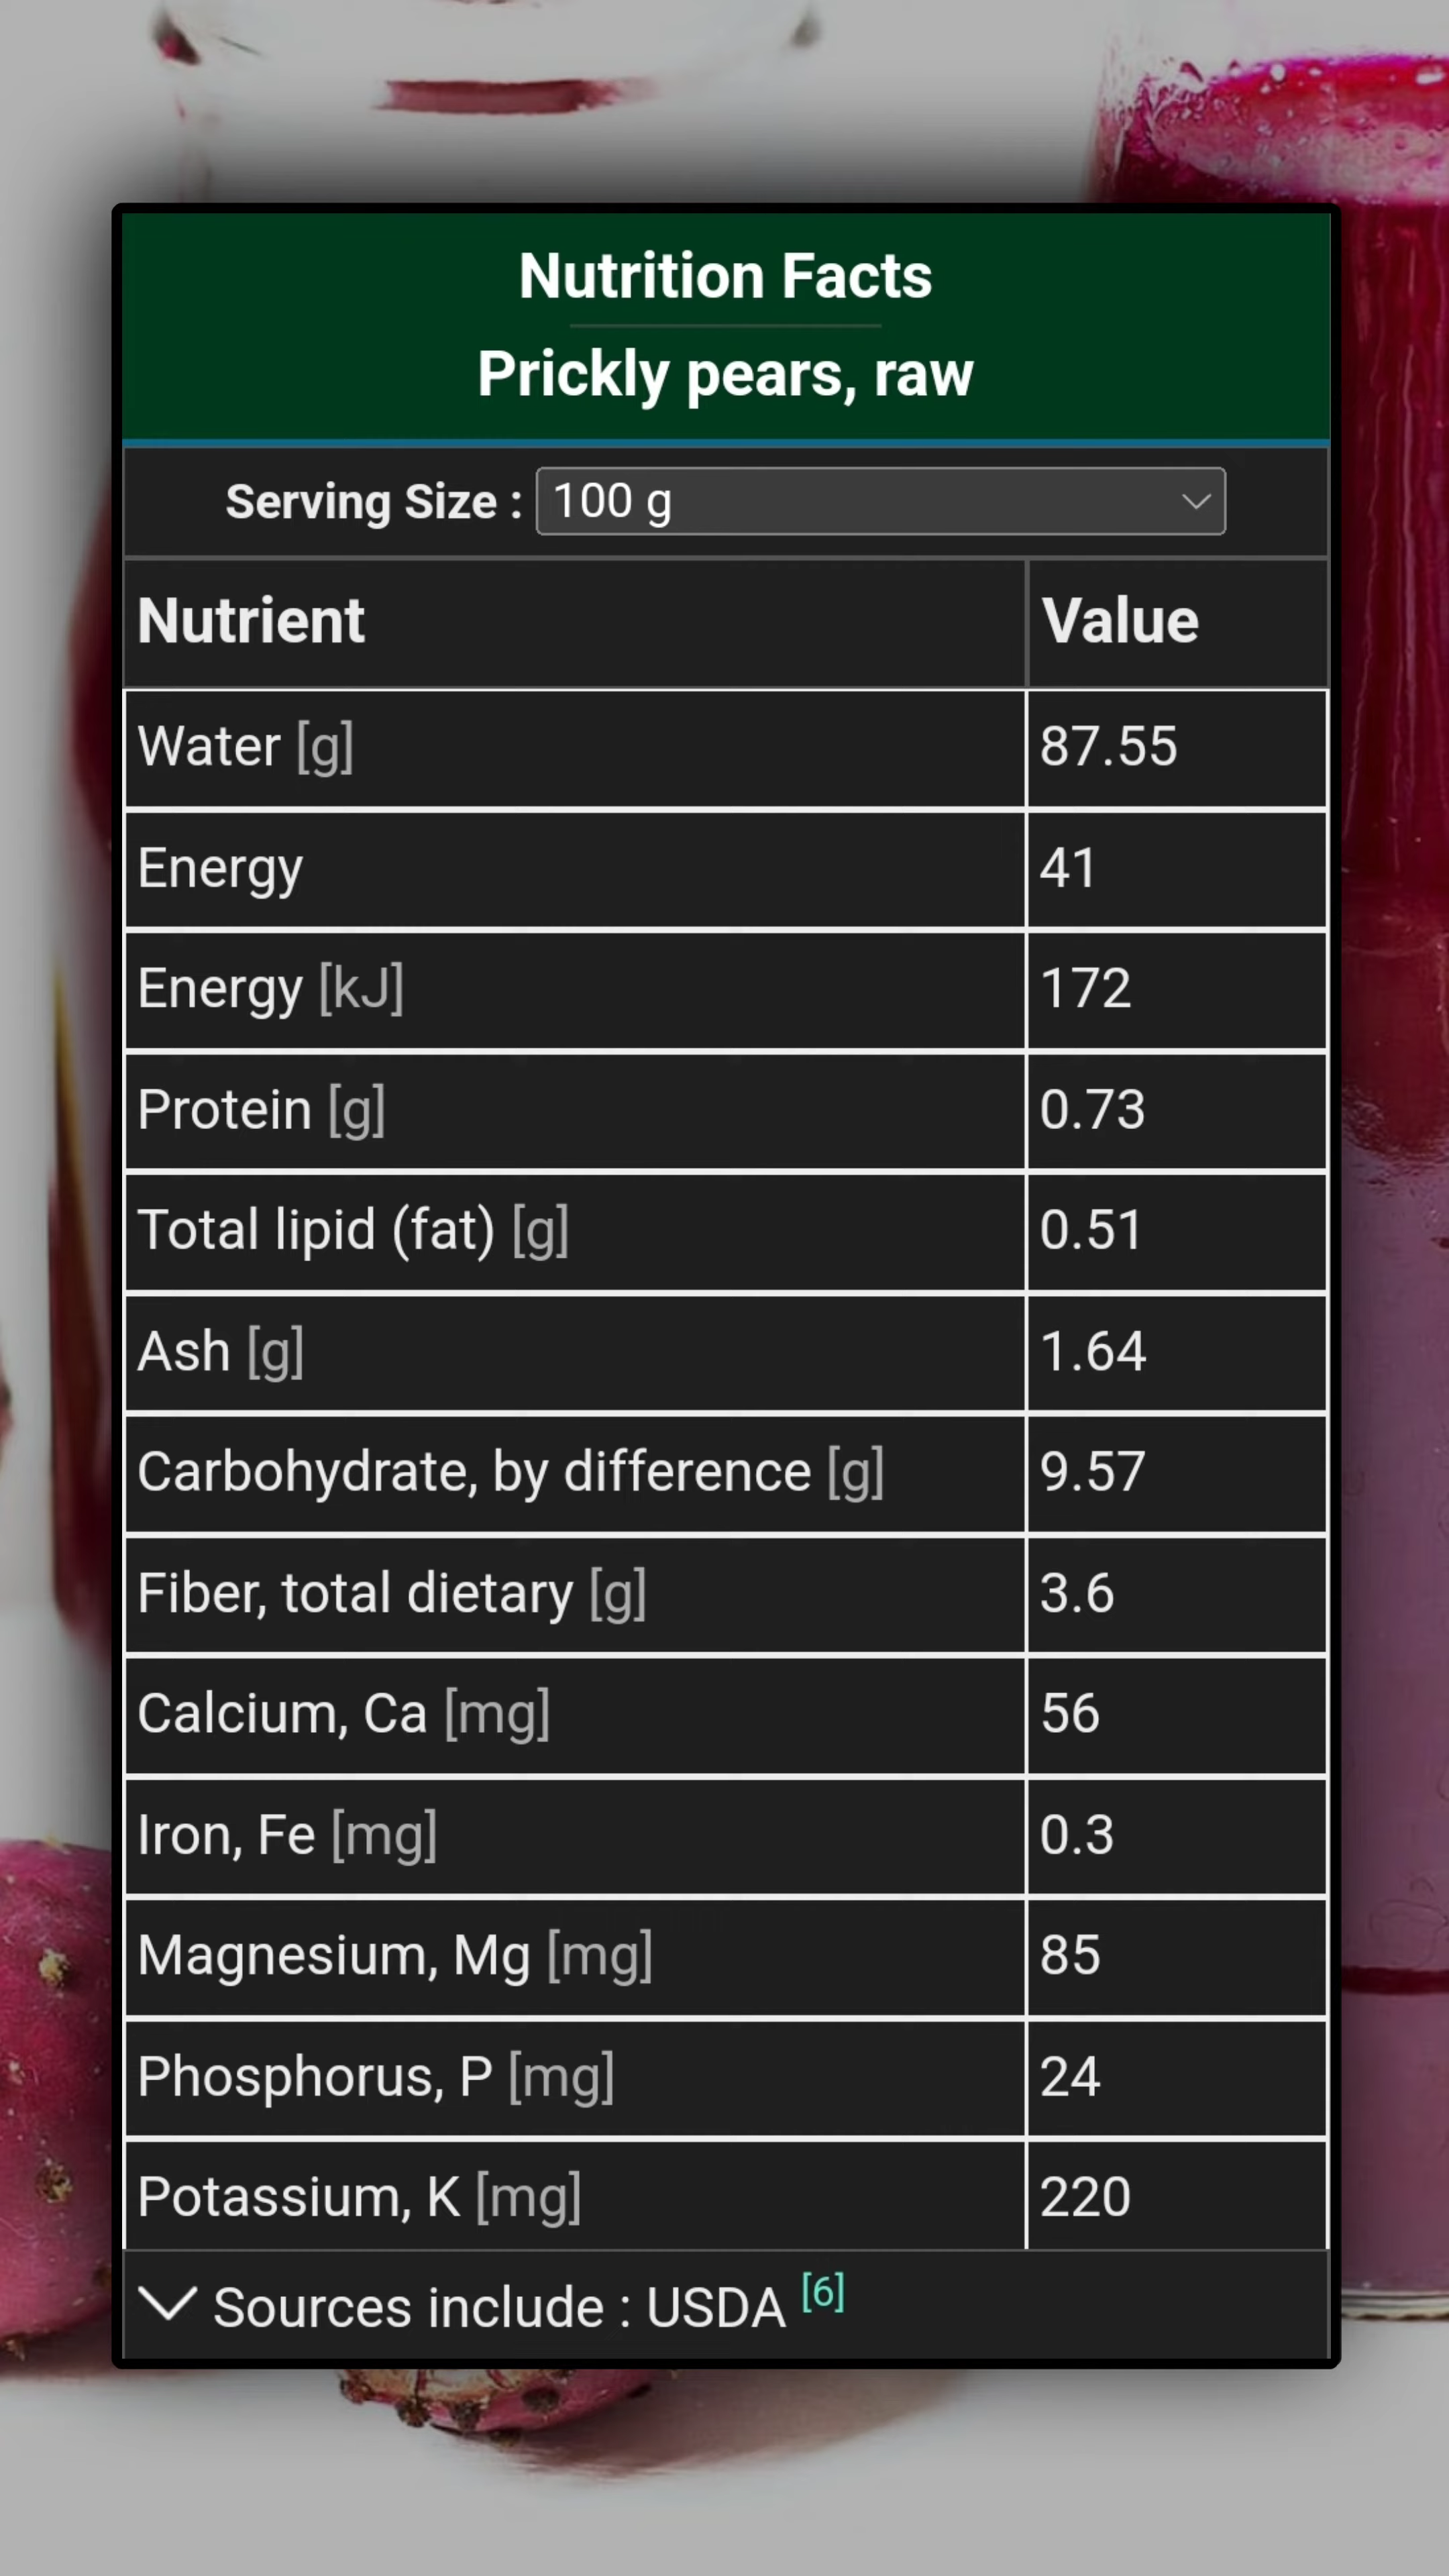 Nutrition Facts
Prickly pears, raw
Serving Size : 100 g
Nutrient Value
Water [g] 87.55
Energy 41
Energy [kJ] 172
Protein [g] 0.73
Total lipid (fat) [g] 0.51
Ash [g] 1.64
Carbohydrate, by difference [g] 9.57
Fiber, total dietary [g] 3.6
Calcium, Ca [mg] 56
Iron, Fe [mg] 0.3
Magnesium, Mg [mg] 85
Phosphorus, P [mg] 24
Potassium, K [mg] 220
Sources include : USDA [6]